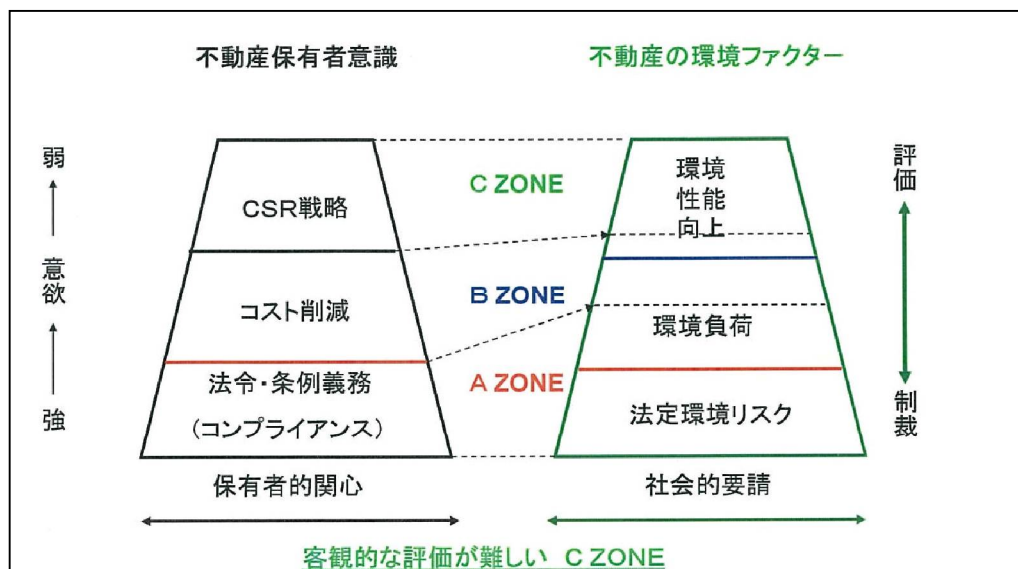 不動産保有者意識
不動産の環境ファクター
弱
意欲
強
CSR戦略
コスト削減
法令・条例義務
(コンプライアンス)
C ZONE
B ZONE
A ZONE
環境
性能
向上
環境負荷
法定環境リスク
評価
制裁
保有者的関心
社会的要請
客観的な評価が難しい C ZONE